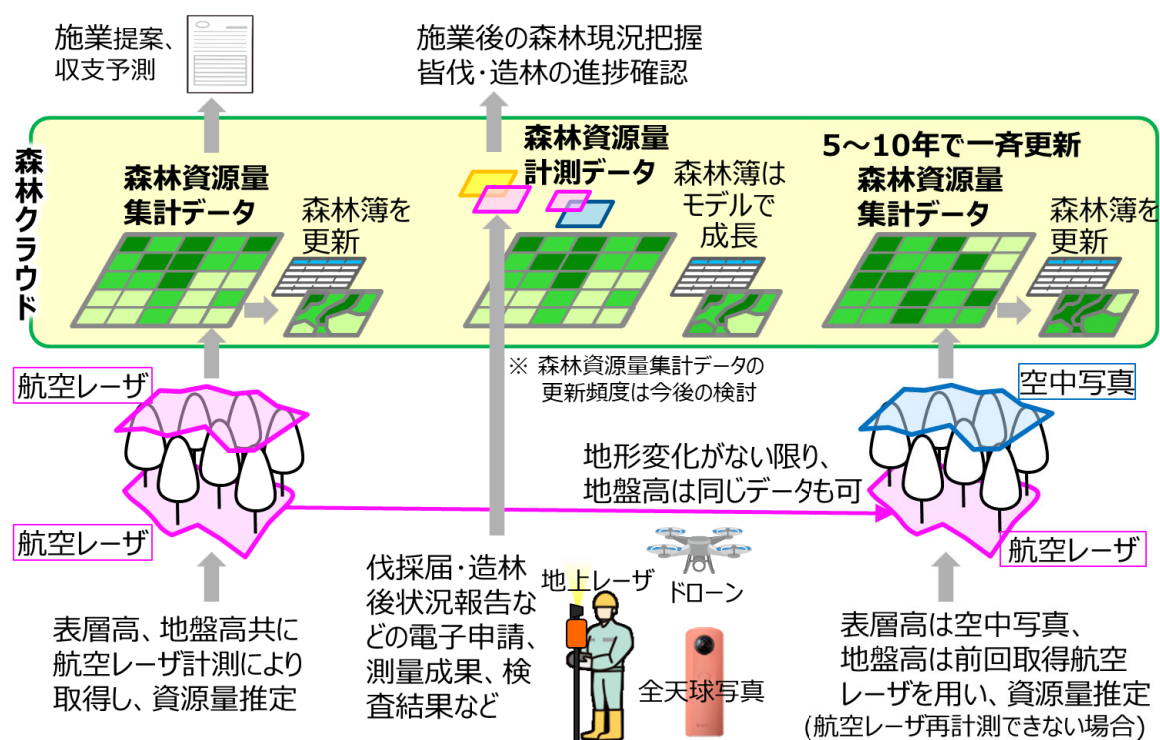 施業提案、
収支予測
施業後の森林現況把握
皆伐・造林の進捗確認
森林クラウド
森林資源量
集計データ
森林簿を
更新
森林資源量
計測データ
森林簿は
モデルで
成長
5～10年で一斉更新
森林資源量
集計データ
森林簿を
更新
※ 森林資源量集計データの
更新頻度は今後の検討
航空レーザ
空中写真
地形変化がない限り、
地盤高は同じデータも可
航空レーザ
航空レーザ
表層高、地盤高共に
航空レーザ計測により
取得し、資源量推定
伐採届・造林
後状況報告な
どの電子申請、
測量成果、検
査結果など
地上レーザ
ドローン
全天球写真
表層高は空中写真、
地盤高は前回取得航空
レーザを用い、資源量推定
(航空レーザ再計測できない場合)